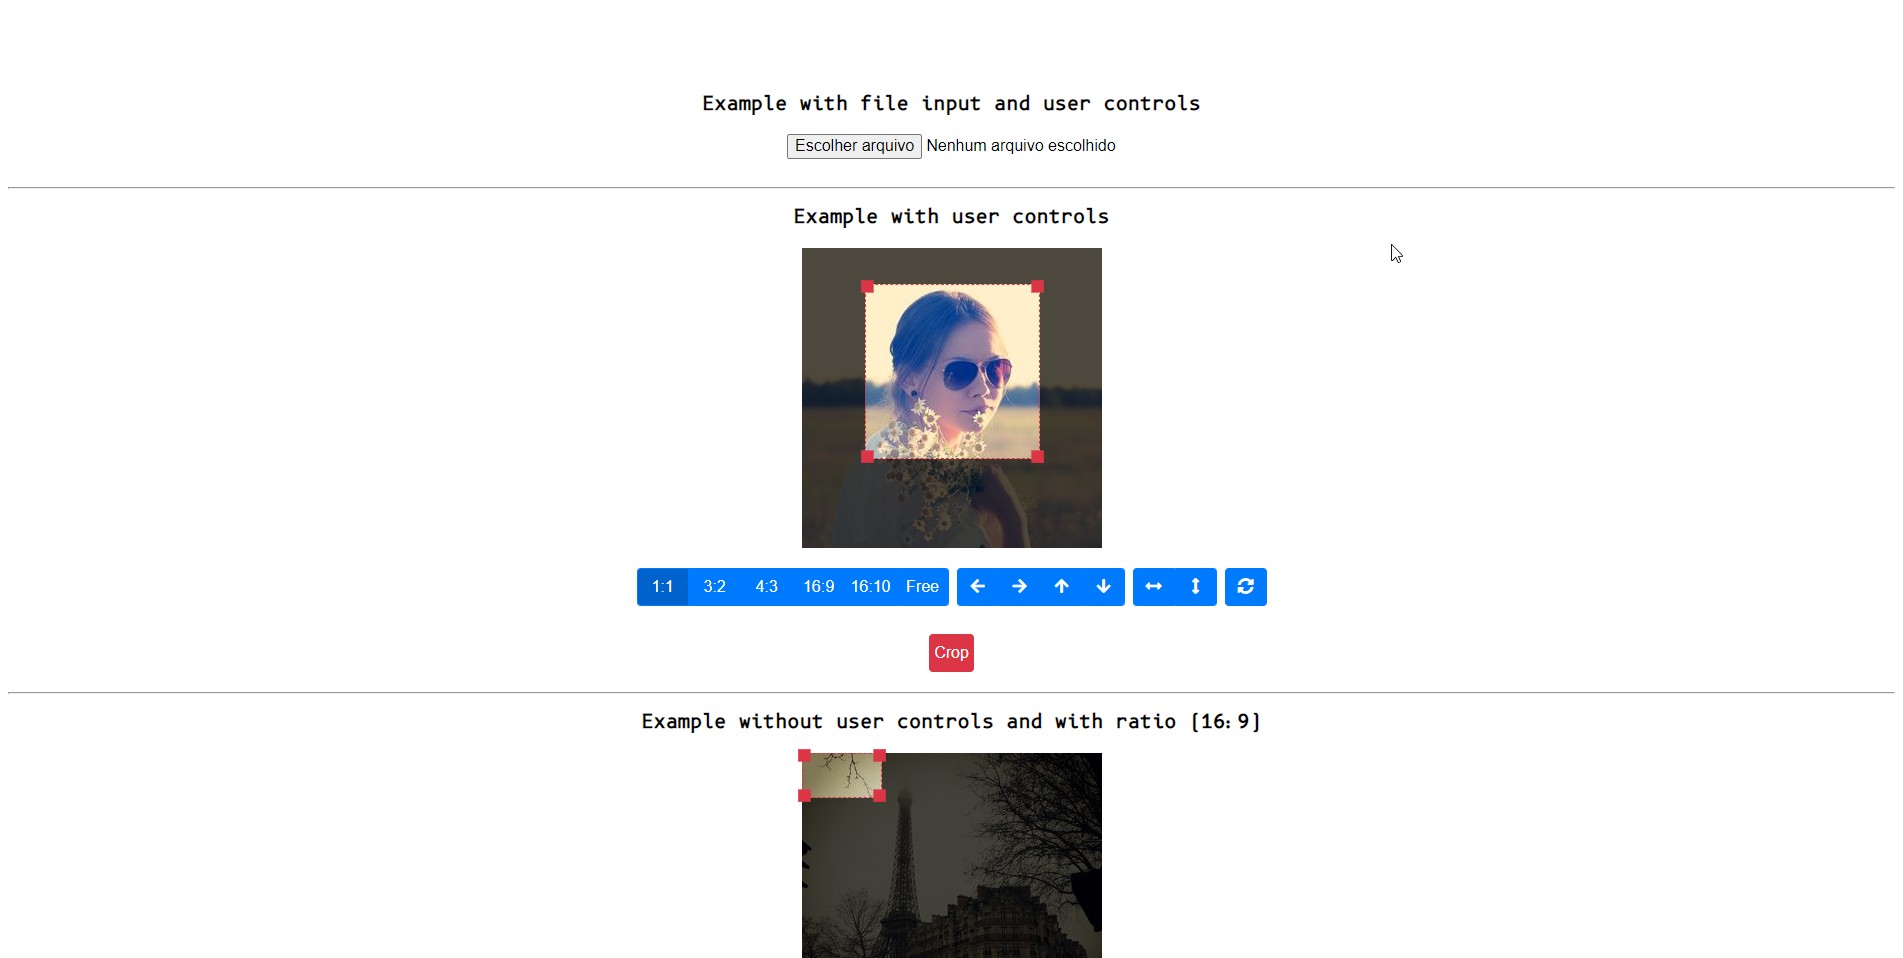 Example with file input and user controls
Escolher arquivo Nenhum arquivo escolhido
Example with user controls
1:1 3:2 4:3 16:9 16:10 Free
Crop
Example without user controls and with ratio [16:9]